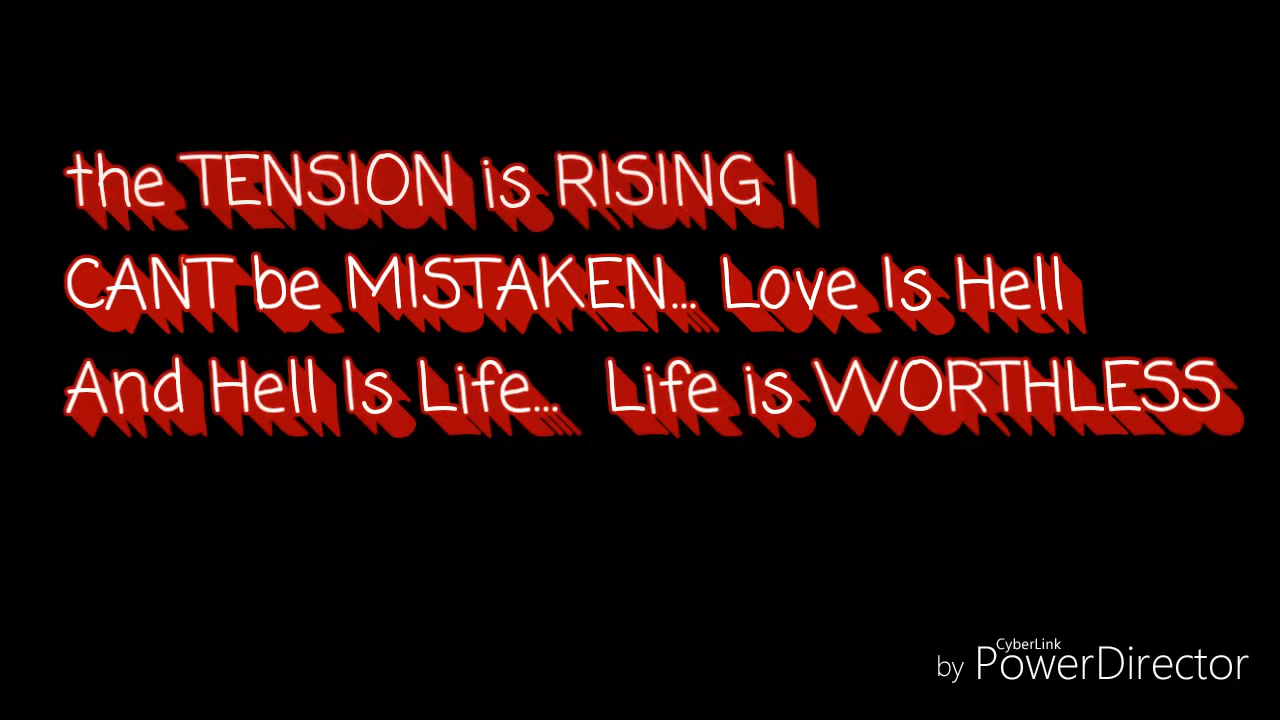 the TENSION is RISING I
CANT be MISTAKEN... Love Is Hell
And Hell Is Life... Life is WORTHLESS
CyberLink
by PowerDirector